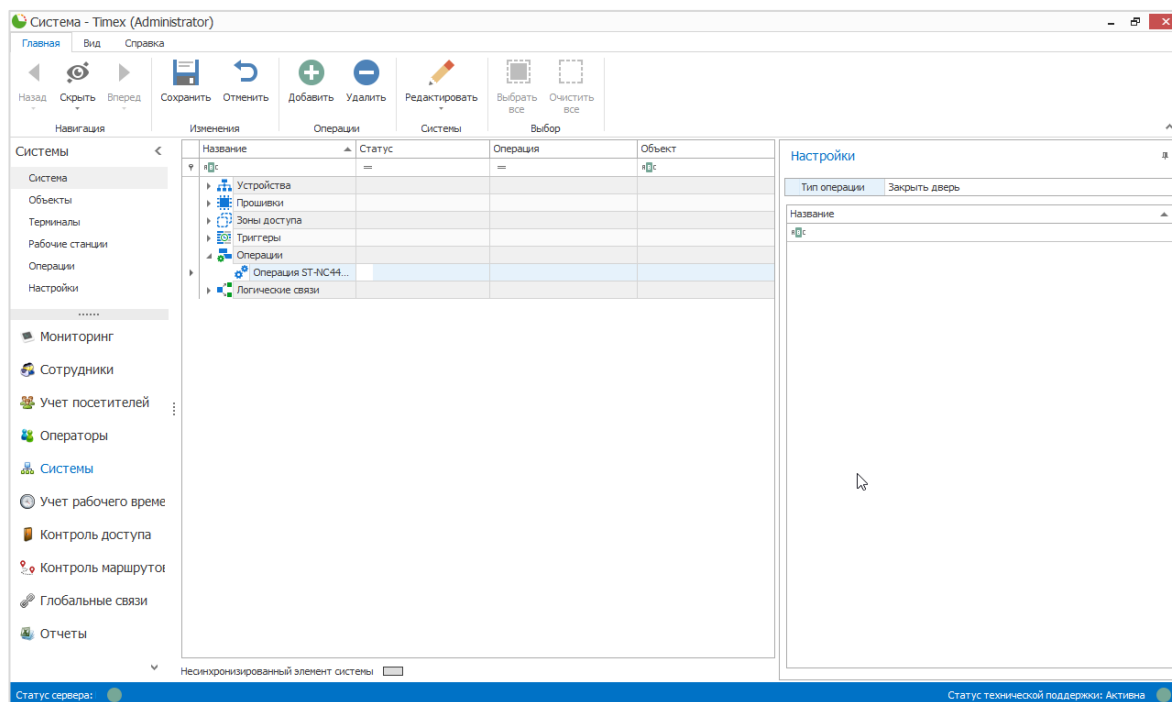 Система - Timex (Administrator)
Главная Вид Справка
Назад Скрыть Вперед Сохранить Отменить Добавить Удалить Редактировать Выбрать все Очистить все
Навигация Изменения Операции Системы Выбор
Системы
Система
Объекты
Терминалы
Рабочие станции
Операции
Настройки
Мониторинг
Сотрудники
Учет посетителей
Операторы
Системы
Учет рабочего време
Контроль доступа
Контроль маршрутов
Глобальные связи
Отчеты
Название Статус Операция Объект
= =
Устройства
Прошивки
Зоны доступа
Триггеры
Операции
Операция ST-NC44...
Логические связи
Несинхронизированный элемент системы
Настройки
Тип операции Закрыть дверь
Название
Статус сервера: Статус технической поддержки: Активна